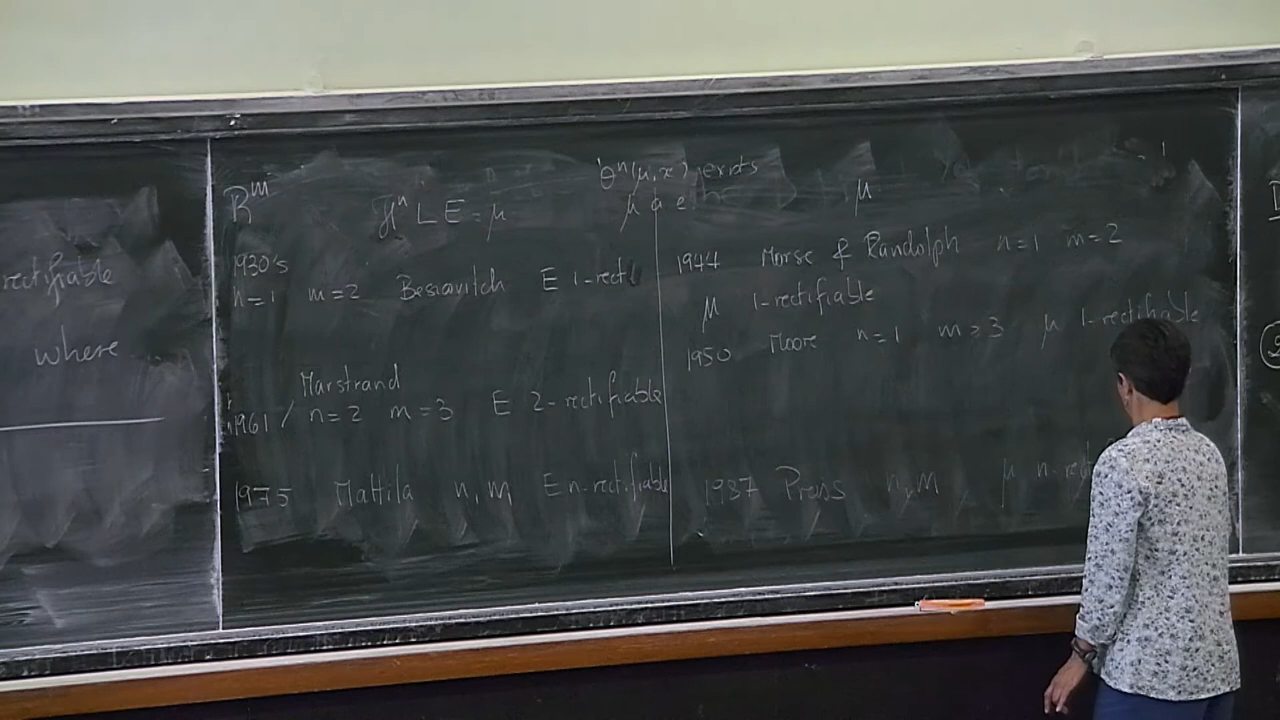 rectifiable
where
R^m
H^n L E = μ
θ^n(μ, x) exists
μ a e
μ
1930's
n=1 m=2 Besicovitch E 1-recti
Marstrand
1961 / n=2 m=3 E 2-rectifiable
1975 Mattila n, m E n-rectifiable
1944 Morse & Randolph n=1 m=2
μ 1-rectifiable
1950 Moore n=1 m≥3 μ 1-rectifiable
1987 Preiss n, m μ n-rect